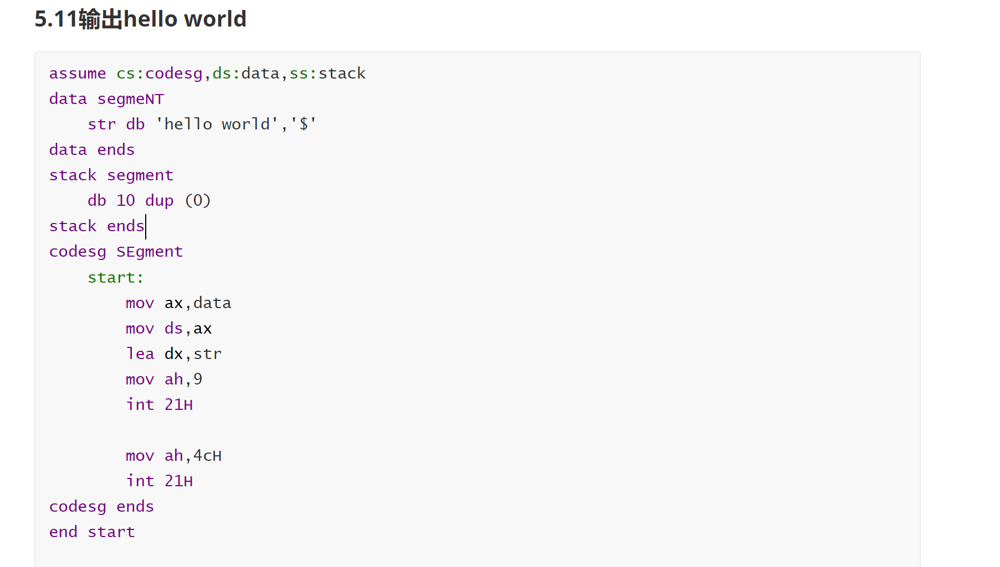 5.11输出hello world
assume cs:codesg,ds:data,ss:stack
data segmeNT
    str db 'hello world','$'
data ends
stack segment
    db 10 dup (0)
stack ends
codesg SEgment
    start:
        mov ax,data
        mov ds,ax
        lea dx,str
        mov ah,9
        int 21H

        mov ah,4cH
        int 21H
codesg ends
end start